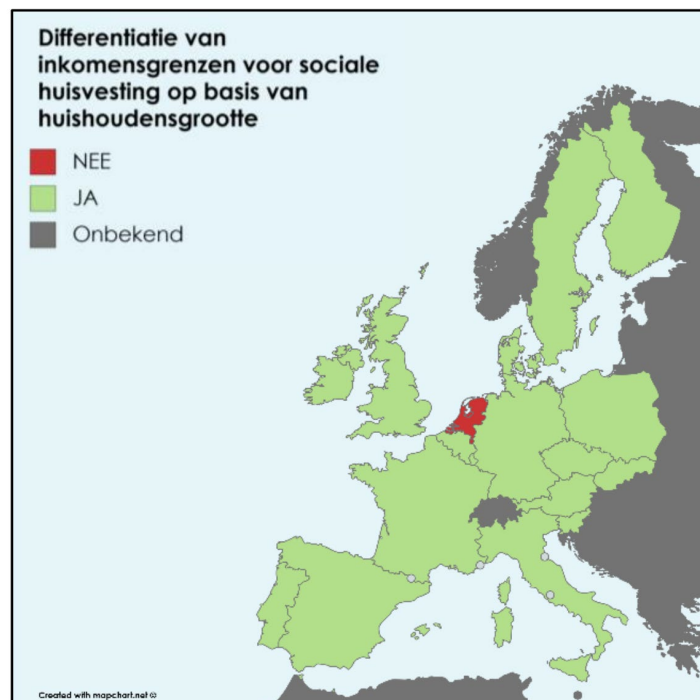 Differentiatie van
inkomensgrenzen voor sociale
huisvesting op basis van
huishoudensgrootte
NEE
JA
Onbekend
Created with mapchart.net ©